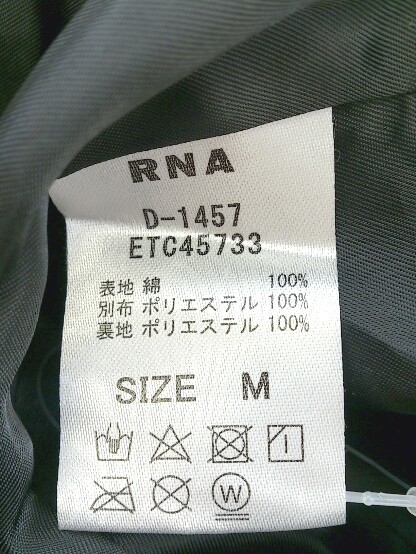 RNA
D-1457
ETC45733
表地 綿 100%
別布 ポリエステル 100%
裏地 ポリエステル 100%
SIZE M
W